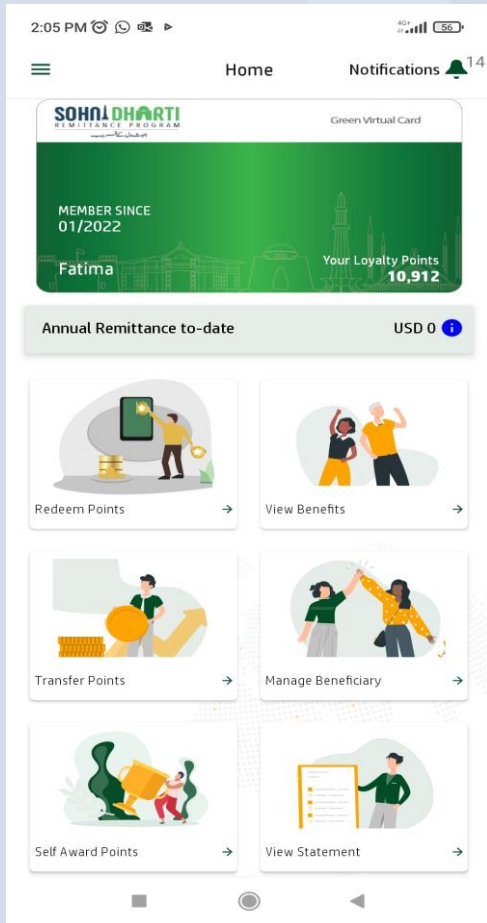 2:05 PM
4G+
56
Home
Notifications
14
SOHNI DHARTI
REMITTANCE PROGRAM
Green Virtual Card
MEMBER SINCE
01/2022
Fatima
Your Loyalty Points
10,912
Annual Remittance to-date
USD 0
Redeem Points
View Benefits
Transfer Points
Manage Beneficiary
Self Award Points
View Statement